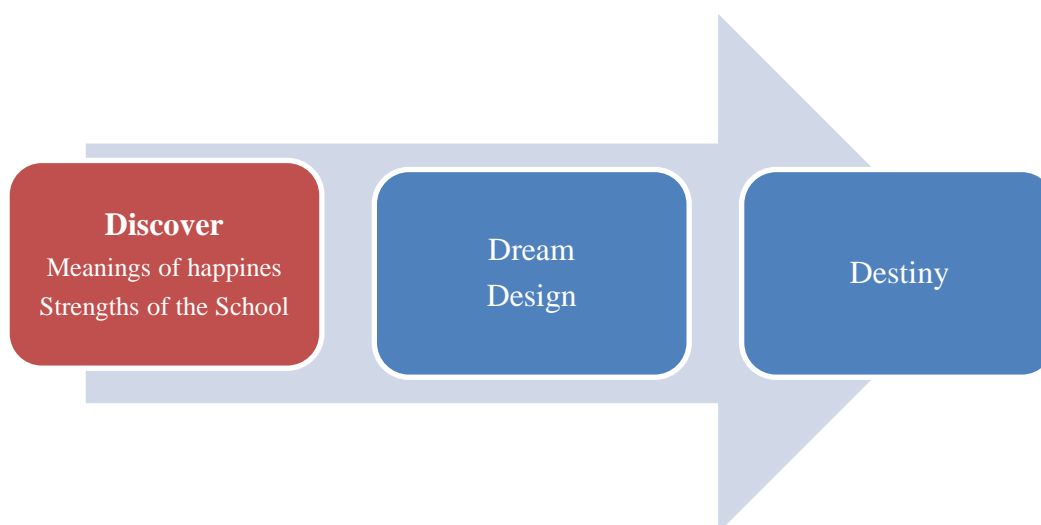 Discover
Meanings of happines
Strengths of the School
Dream
Design
Destiny